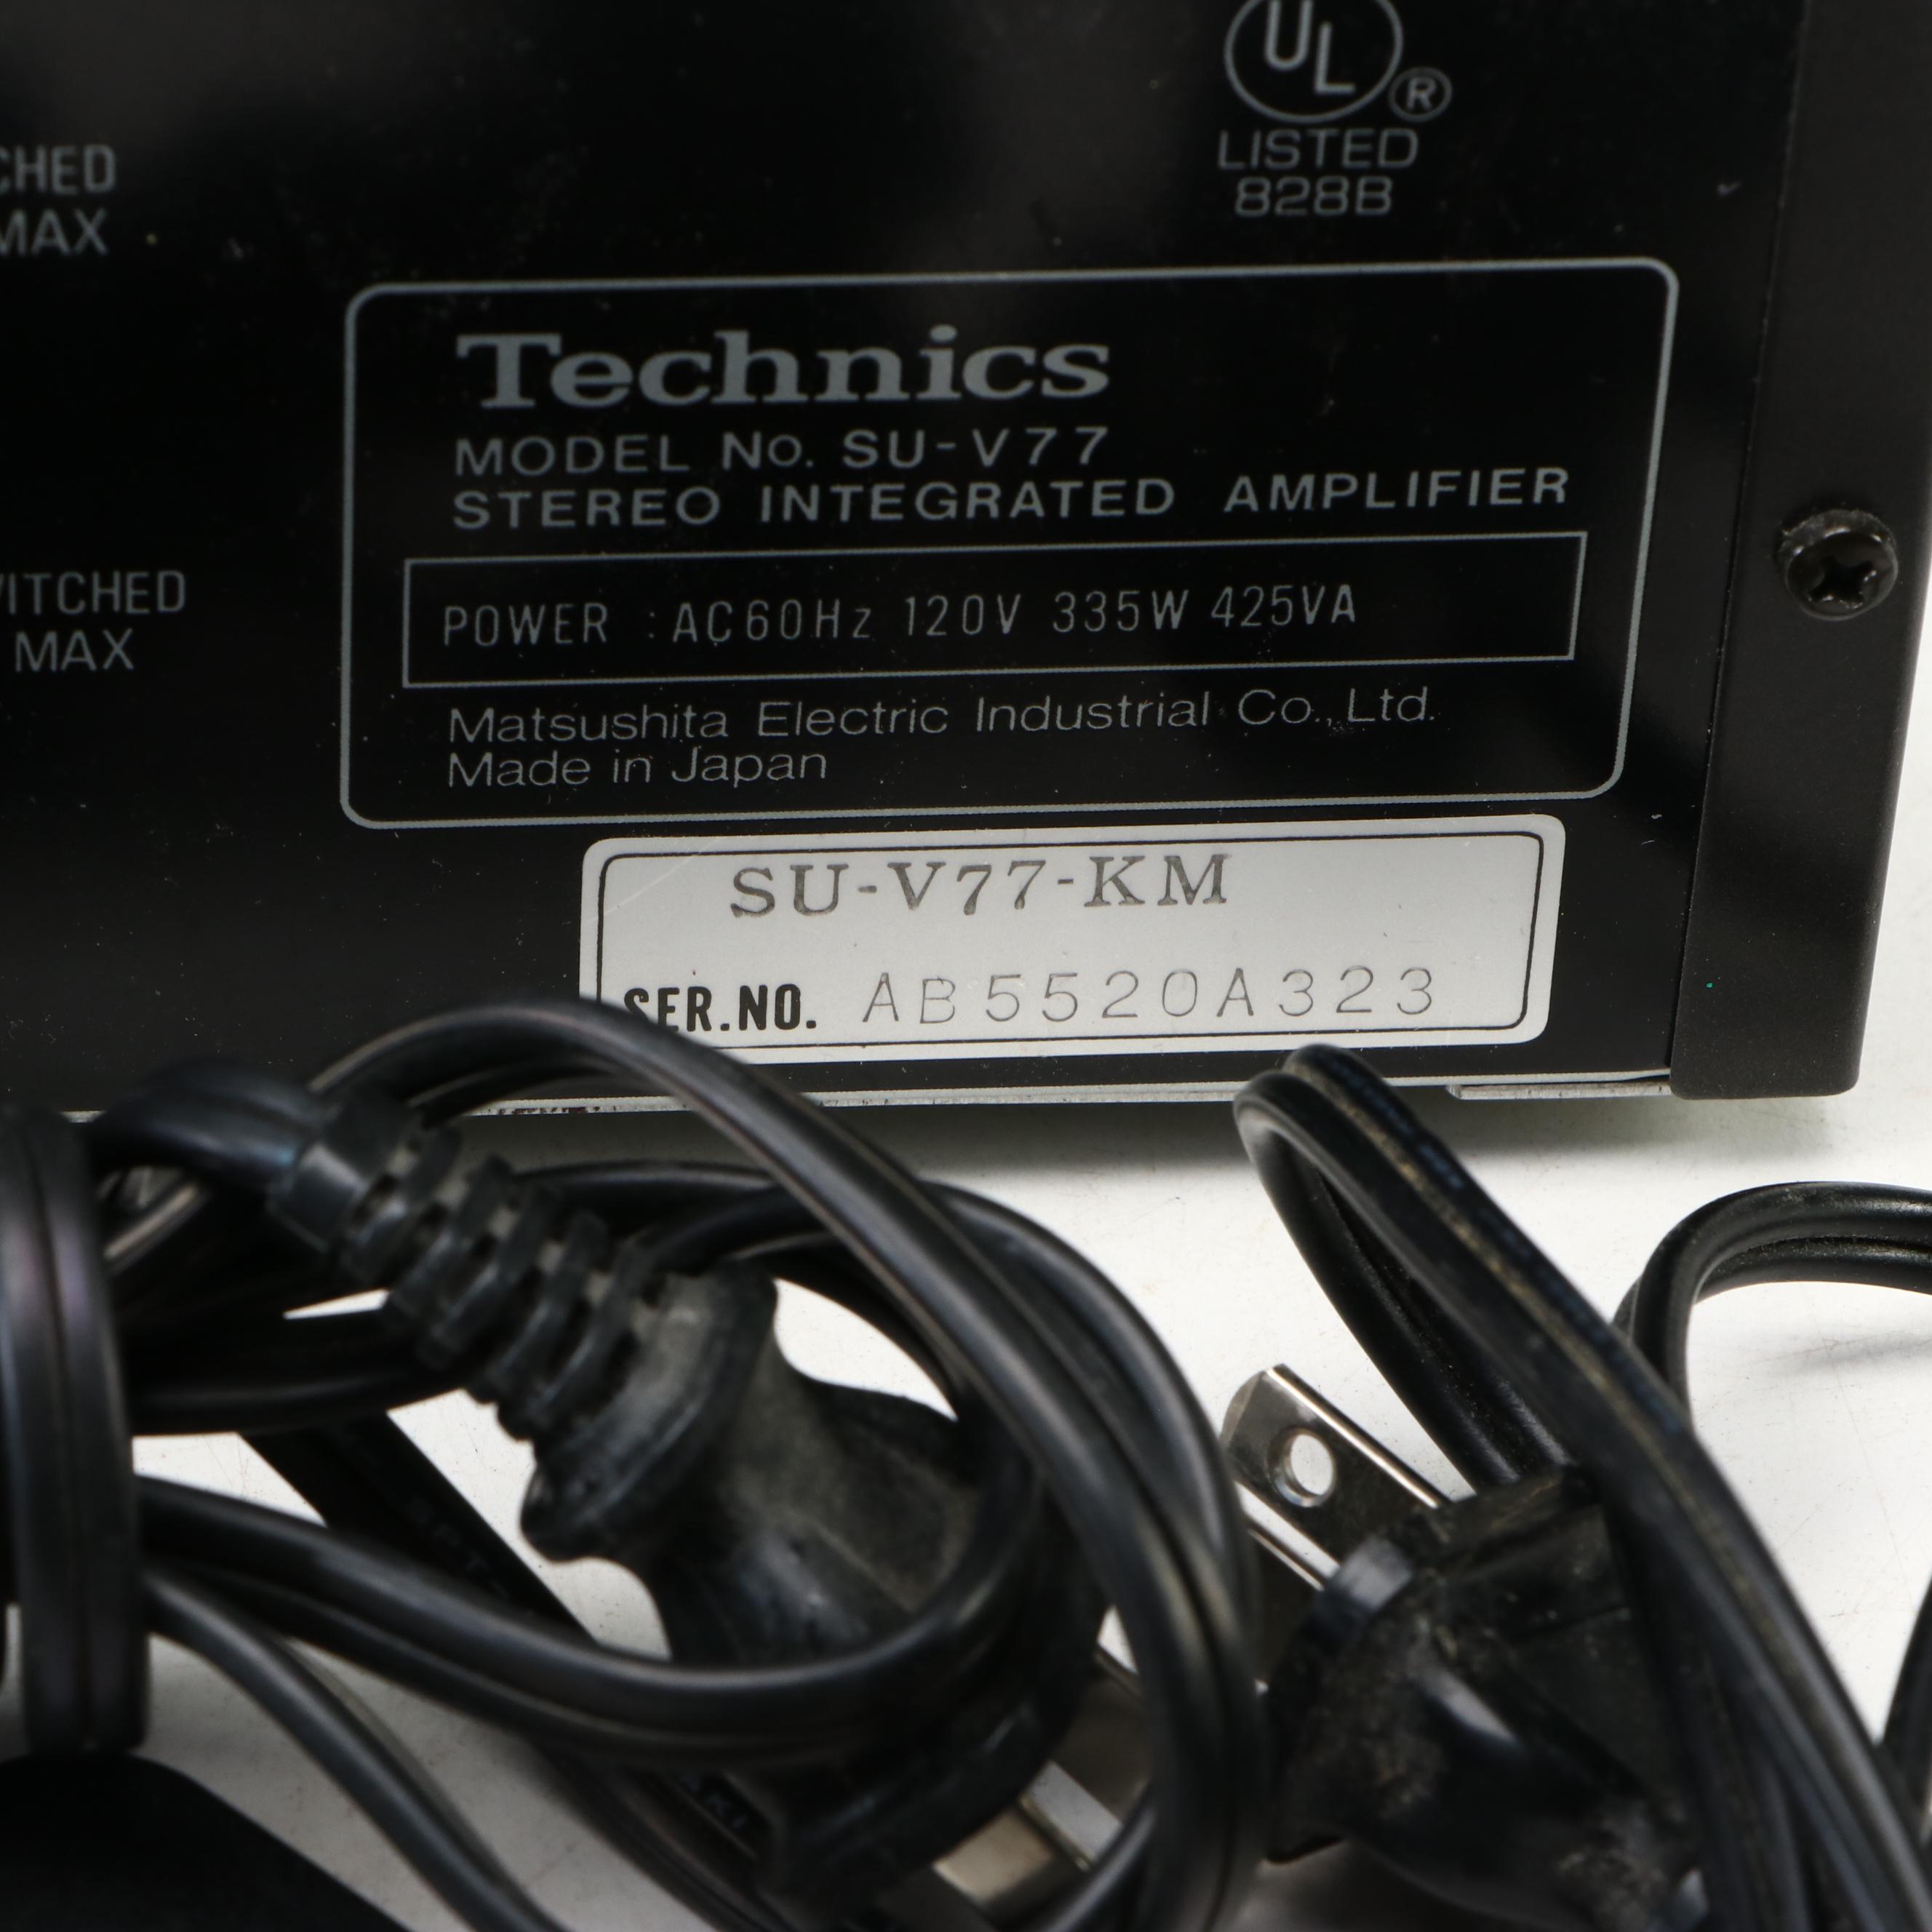 UL ®
LISTED
828B
CHED
MAX
Technics
MODEL No. SU-V77
STEREO INTEGRATED AMPLIFIER
ITCHED
MAX
POWER : AC60Hz 120V 335W 425VA
Matsushita Electric Industrial Co., Ltd.
Made in Japan
SU-V77-KM
SER.NO. AB5520A323